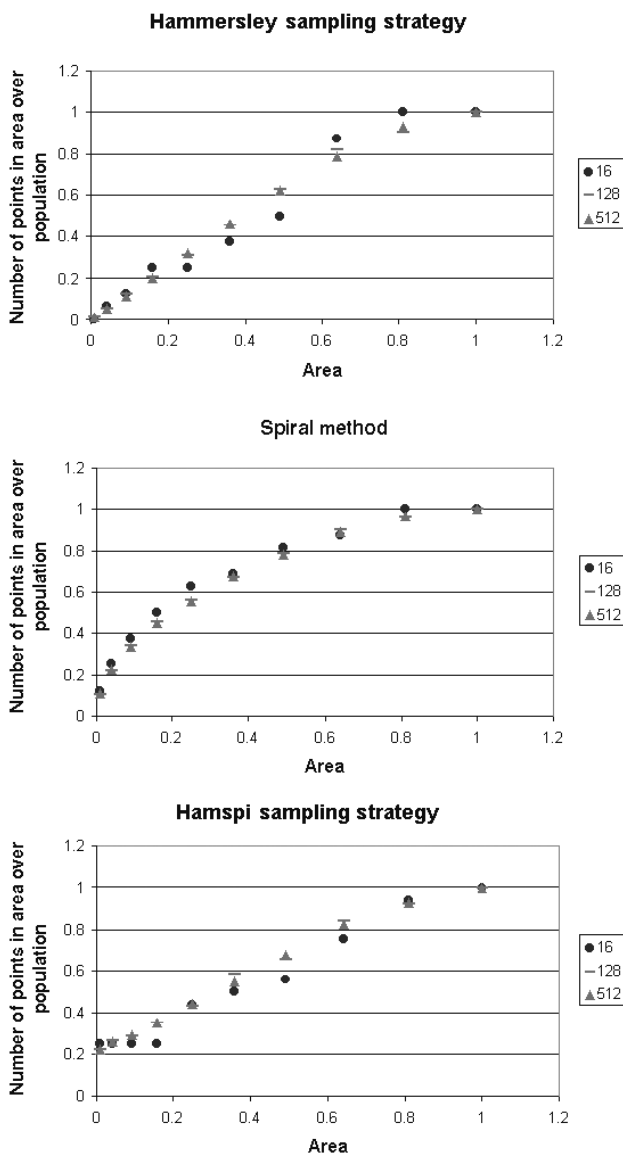 Hammersley sampling strategy
Number of points in area over
population
1.2
1
0.8
0.6
0.4
0.2
0
0 0.2 0.4 0.6 0.8 1 1.2
Area
16
128
512
Spiral method
Number of points in area over
population
1.2
1
0.8
0.6
0.4
0.2
0
0 0.2 0.4 0.6 0.8 1 1.2
Area
16
128
512
Hamspi sampling strategy
Number of points in area over
population
1.2
1
0.8
0.6
0.4
0.2
0
0 0.2 0.4 0.6 0.8 1 1.2
Area
16
128
512